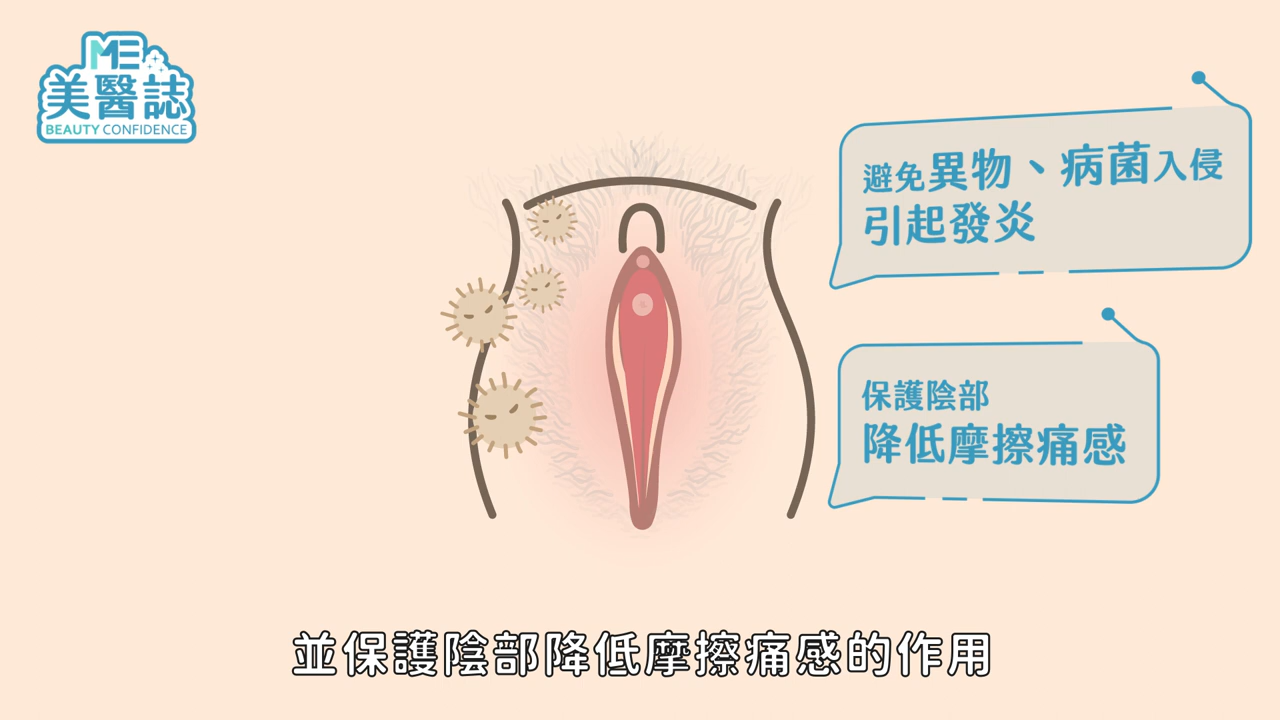 ME
美醫誌
BEAUTY CONFIDENCE
避免異物、病菌入侵
引起發炎
保護陰部
降低摩擦痛感
並保護陰部降低摩擦痛感的作用